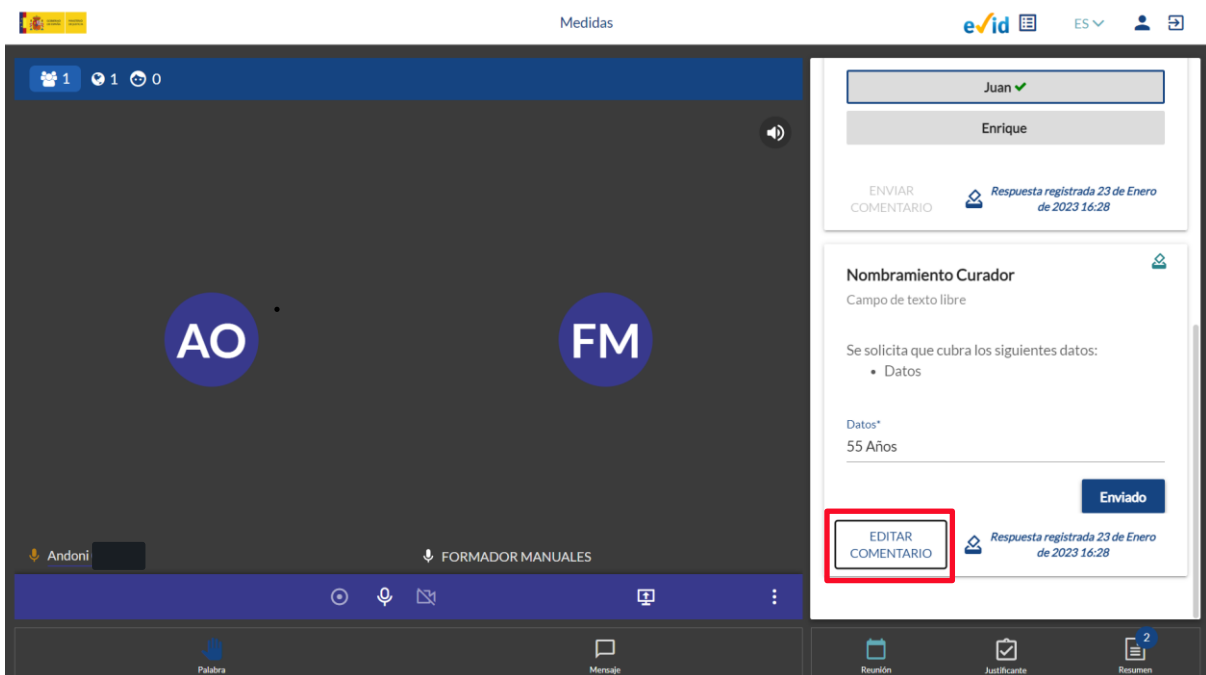 Medidas
e✓id
ES
1 1 0
AO
FM
Andoni
FORMADOR MANUALES
Palabra
Mensaje
Juan ✔
Enrique
ENVIAR
COMENTARIO
Respuesta registrada 23 de Enero
de 2023 16:28
Nombramiento Curador
Campo de texto libre
Se solicita que cubra los siguientes datos:
• Datos
Datos*
55 Años
Enviado
EDITAR
COMENTARIO
Respuesta registrada 23 de Enero
de 2023 16:28
Reunión
Justificante
2
Resumen